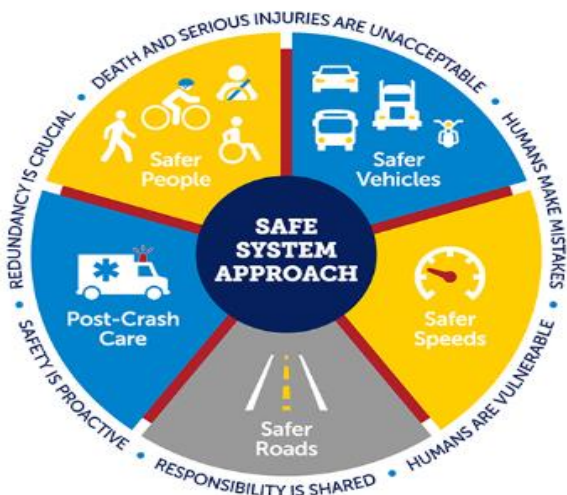 DEATH AND SERIOUS INJURIES ARE UNACCEPTABLE
HUMANS MAKE MISTAKES
HUMANS ARE VULNERABLE
RESPONSIBILITY IS SHARED
SAFETY IS PROACTIVE
REDUNDANCY IS CRUCIAL
Safer
People
Safer
Vehicles
SAFE
SYSTEM
APPROACH
Post-Crash
Care
Safer
Speeds
Safer
Roads